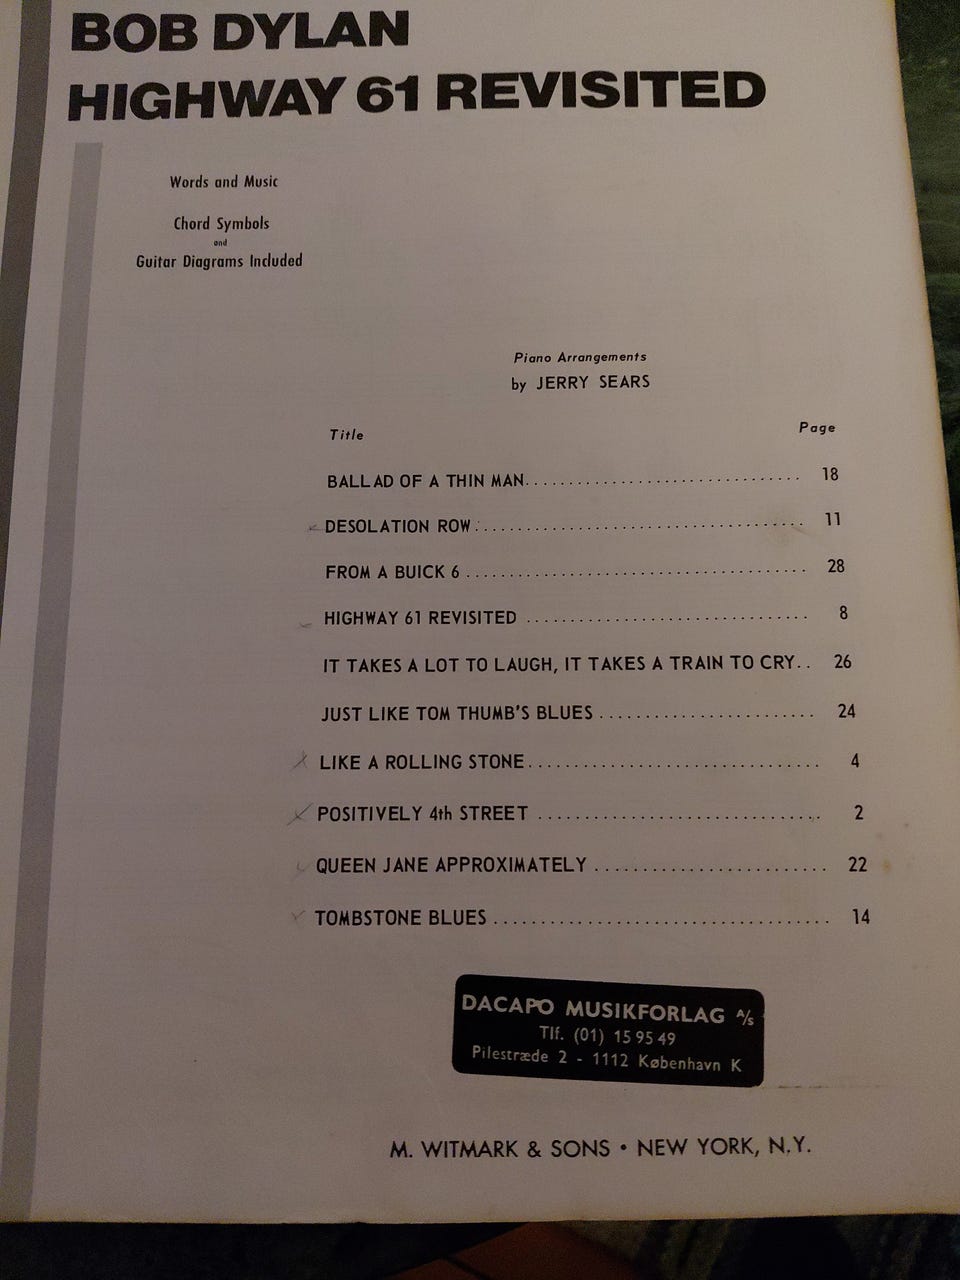 BOB DYLAN
HIGHWAY 61 REVISITED
Words and Music
Chord Symbols
and
Guitar Diagrams Included
Piano Arrangements
by JERRY SEARS
Title Page
BALLAD OF A THIN MAN 18
DESOLATION ROW 11
FROM A BUICK 6 28
HIGHWAY 61 REVISITED 8
IT TAKES A LOT TO LAUGH, IT TAKES A TRAIN TO CRY 26
JUST LIKE TOM THUMB'S BLUES 24
LIKE A ROLLING STONE 4
POSITIVELY 4th STREET 2
QUEEN JANE APPROXIMATELY 22
TOMBSTONE BLUES 14
DACAPO MUSIKFORLAG A/S
Tlf. (01) 15 95 49
Pilestræde 2 - 1112 København K
M. WITMARK & SONS • NEW YORK, N.Y.